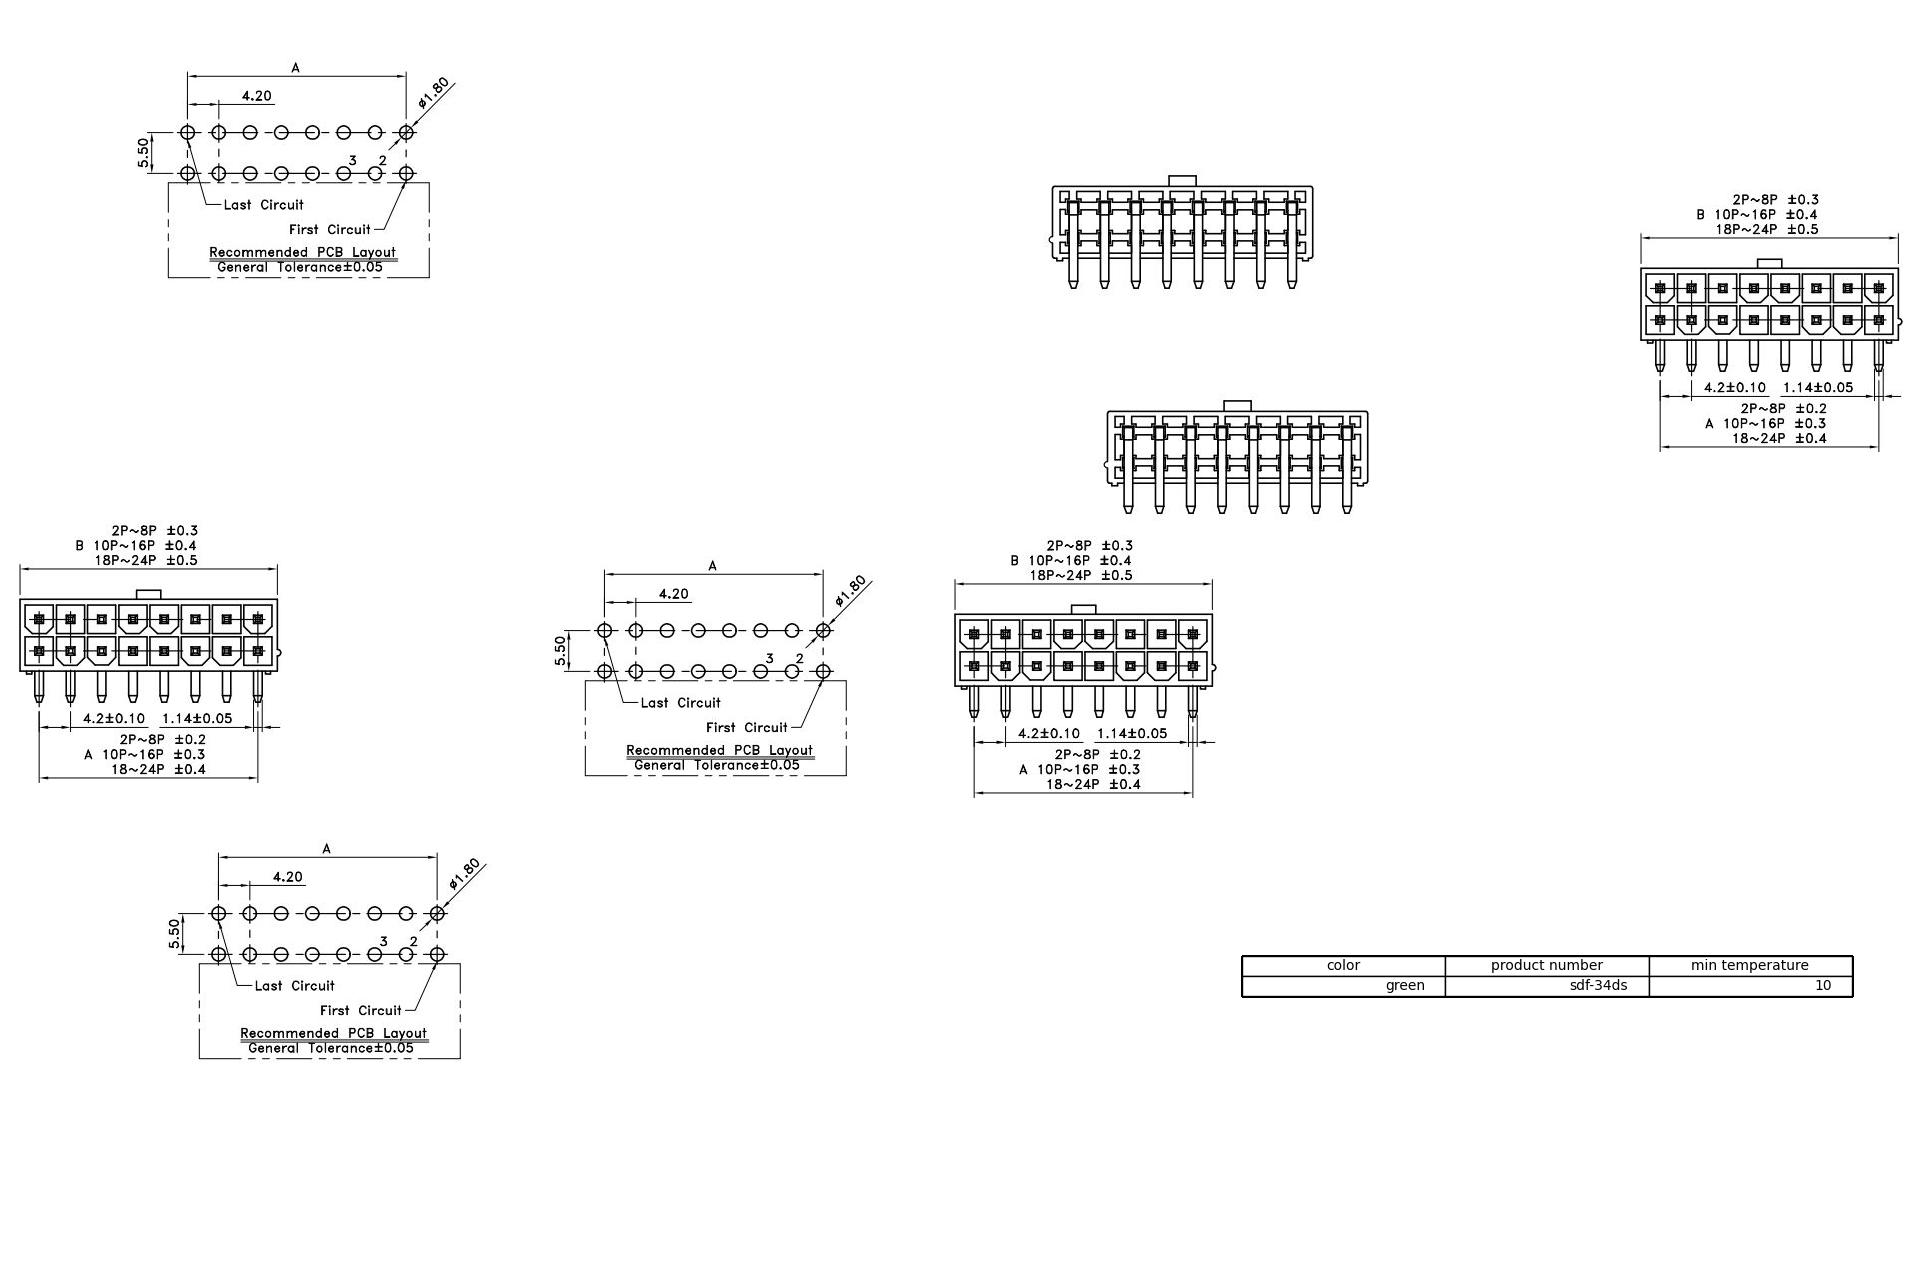 A
4.20
ø1.80
5.50
3 2
Last Circuit
First Circuit
Recommended PCB Layout
General Tolerance±0.05
2P~8P ±0.3
B 10P~16P ±0.4
18P~24P ±0.5
4.2±0.10 1.14±0.05
2P~8P ±0.2
A 10P~16P ±0.3
18~24P ±0.4
2P~8P ±0.3
B 10P~16P ±0.4
18P~24P ±0.5
4.2±0.10 1.14±0.05
2P~8P ±0.2
A 10P~16P ±0.3
18~24P ±0.4
A
4.20
ø1.80
5.50
3 2
Last Circuit
First Circuit
Recommended PCB Layout
General Tolerance±0.05
2P~8P ±0.3
B 10P~16P ±0.4
18P~24P ±0.5
4.2±0.10 1.14±0.05
2P~8P ±0.2
A 10P~16P ±0.3
18~24P ±0.4
A
4.20
ø1.80
5.50
3 2
Last Circuit
First Circuit
Recommended PCB Layout
General Tolerance±0.05
color product number min temperature
green sdf-34ds 10